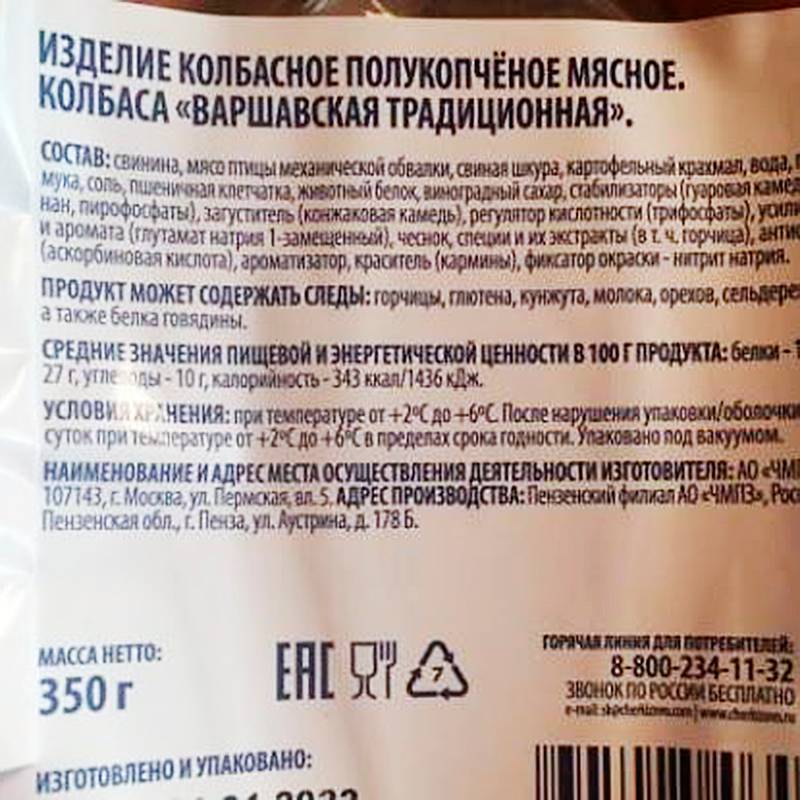 ИЗДЕЛИЕ КОЛБАСНОЕ ПОЛУКОПЧЁНОЕ МЯСНОЕ.
КОЛБАСА «ВАРШАВСКАЯ ТРАДИЦИОННАЯ».
СОСТАВ: свинина, мясо птицы механической обвалки, свиная шкура, картофельный крахмал, вода,
мука, соль, пшеничная клетчатка, животный белок, виноградный сахар, стабилизаторы (гуаровая камед
нан, пирофосфаты), загуститель (конжаковая камедь), регулятор кислотности (трифосфаты), усили
и аромата (глутамат натрия 1-замещенный), чеснок, специи и их экстракты (в т. ч. горчица), антио
(аскорбиновая кислота), ароматизатор, краситель (кармины), фиксатор окраски - нитрит натрия.
ПРОДУКТ МОЖЕТ СОДЕРЖАТЬ СЛЕДЫ: горчицы, глютена, кунжута, молока, орехов, сельдере
а также белка говядины.
СРЕДНИЕ ЗНАЧЕНИЯ ПИЩЕВОЙ И ЭНЕРГЕТИЧЕСКОЙ ЦЕННОСТИ В 100 Г ПРОДУКТА: белки - 1
27 г, углеводы - 10 г, калорийность - 343 ккал/1436 кДж.
УСЛОВИЯ ХРАНЕНИЯ: при температуре от +2°С до +6°С. После нарушения упаковки/оболочки
суток при температуре от +2°С до +6°С в пределах срока годности. Упаковано под вакуумом.
НАИМЕНОВАНИЕ И АДРЕС МЕСТА ОСУЩЕСТВЛЕНИЯ ДЕЯТЕЛЬНОСТИ ИЗГОТОВИТЕЛЯ: АО «ЧМП
107143, г. Москва, ул. Пермская, вл. 5. АДРЕС ПРОИЗВОДСТВА: Пензенский филиал АО «ЧМПЗ», Росс
Пензенская обл., г. Пенза, ул. Аустрина, д. 178 Б.
МАССА НЕТТО:
350 г
EAC
7
ГОРЯЧАЯ ЛИНИЯ ДЛЯ ПОТРЕБИТЕЛЕЙ:
8-800-234-11-32
ЗВОНОК ПО РОССИИ БЕСПЛАТНО
e-mail:
ИЗГОТОВЛЕНО И УПАКОВАНО: